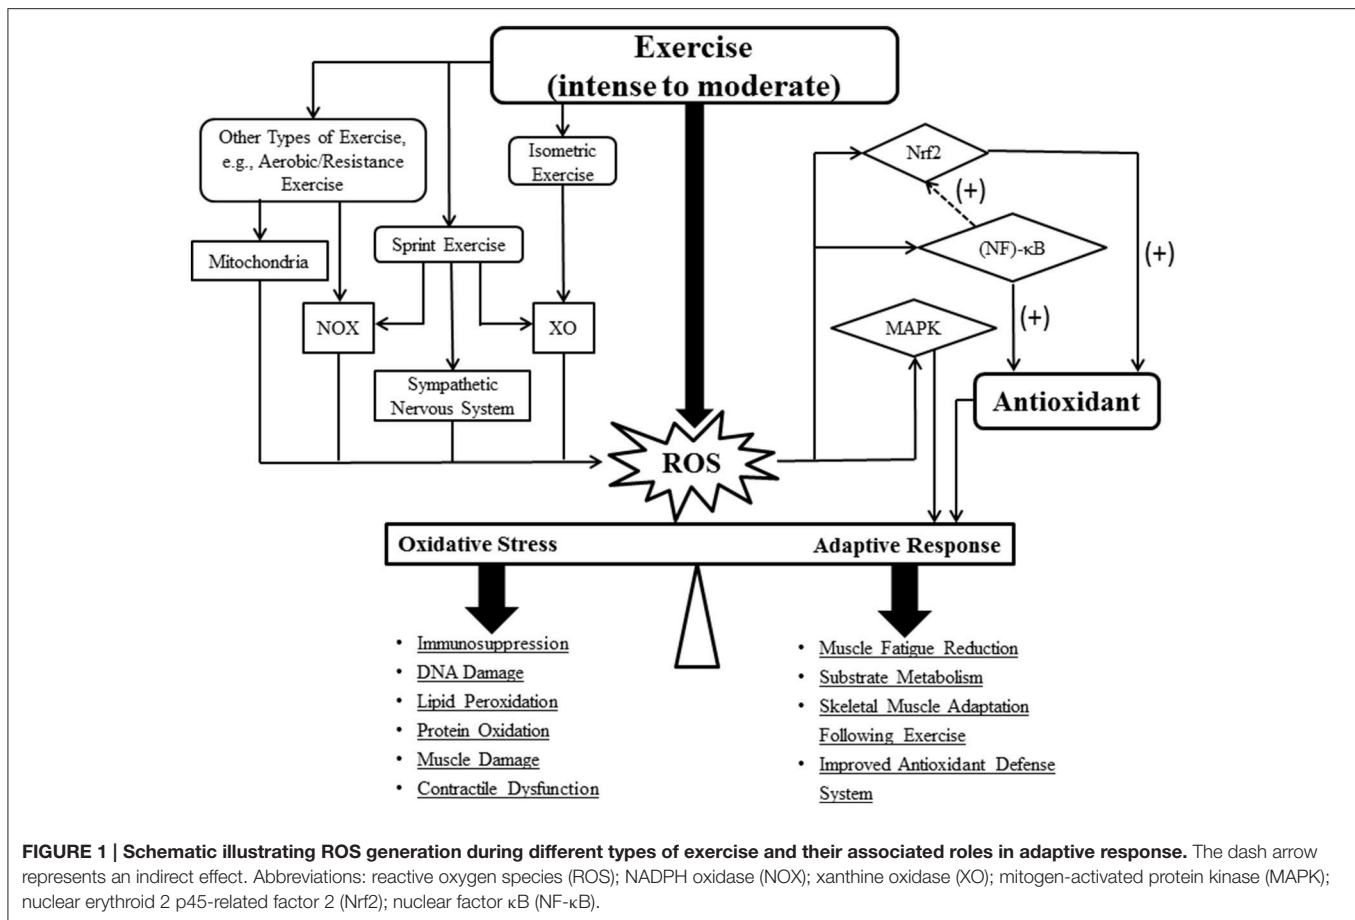 Exercise
(intense to moderate)
Other Types of Exercise,
e.g., Aerobic/Resistance
Exercise
Isometric
Exercise
Nrf2
(+)
Mitochondria
Sprint Exercise
(NF)-κB
(+)
NOX
XO
MAPK
(+)
Sympathetic
Nervous System
Antioxidant
ROS
Oxidative Stress
Adaptive Response
• Immunosuppression
• DNA Damage
• Lipid Peroxidation
• Protein Oxidation
• Muscle Damage
• Contractile Dysfunction
• Muscle Fatigue Reduction
• Substrate Metabolism
• Skeletal Muscle Adaptation
Following Exercise
• Improved Antioxidant Defense
System
FIGURE 1 | Schematic illustrating ROS generation during different types of exercise and their associated roles in adaptive response. The dash arrow
represents an indirect effect. Abbreviations: reactive oxygen species (ROS); NADPH oxidase (NOX); xanthine oxidase (XO); mitogen-activated protein kinase (MAPK);
nuclear erythroid 2 p45-related factor 2 (Nrf2); nuclear factor κB (NF-κB).